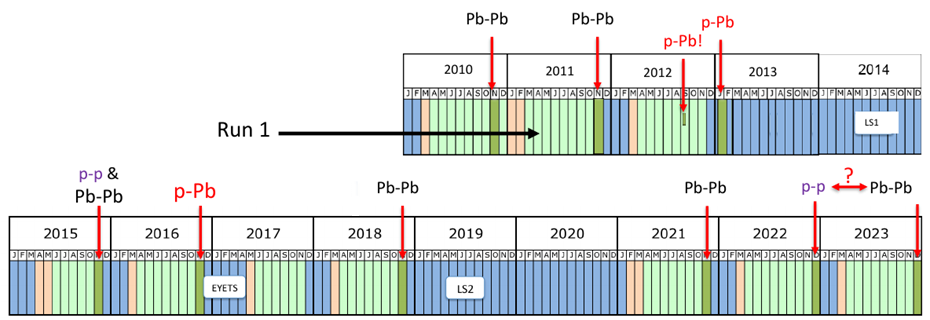 Pb-Pb
Pb-Pb
p-Pb
p-Pb!
2010 2011 2012 2013 2014
J F M A M J J A S O N D J F M A M J J A S O N D J F M A M J J A S O N D J F M A M J J A S O N D J F M A M J J A S O N D
LS1
Run 1
p-p &
Pb-Pb
p-Pb
Pb-Pb
Pb-Pb
p-p ? Pb-Pb
2015 2016 2017 2018 2019 2020 2021 2022 2023
J F M A M J J A S O N D J F M A M J J A S O N D J F M A M J J A S O N D J F M A M J J A S O N D J F M A M J J A S O N D J F M A M J J A S O N D J F M A M J J A S O N D J F M A M J J A S O N D J F M A M J J A S O N D
EYETS
LS2